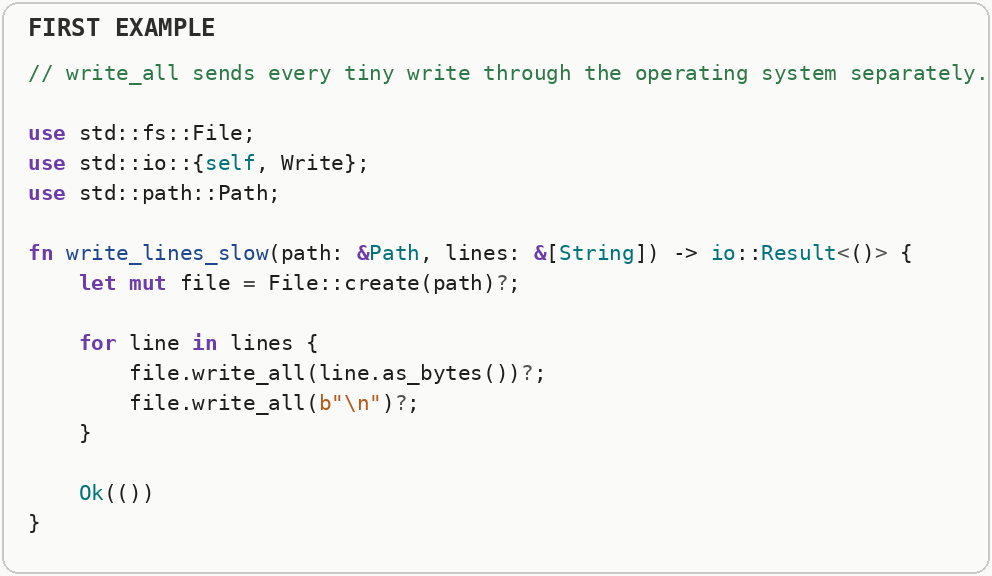 FIRST EXAMPLE
// write_all sends every tiny write through the operating system separately.
use std::fs::File;
use std::io::{self, Write};
use std::path::Path;
fn write_lines_slow(path: &Path, lines: &[String]) -> io::Result<()> {
    let mut file = File::create(path)?;
    for line in lines {
        file.write_all(line.as_bytes())?;
        file.write_all(b"\n")?;
    }
    Ok(())
}